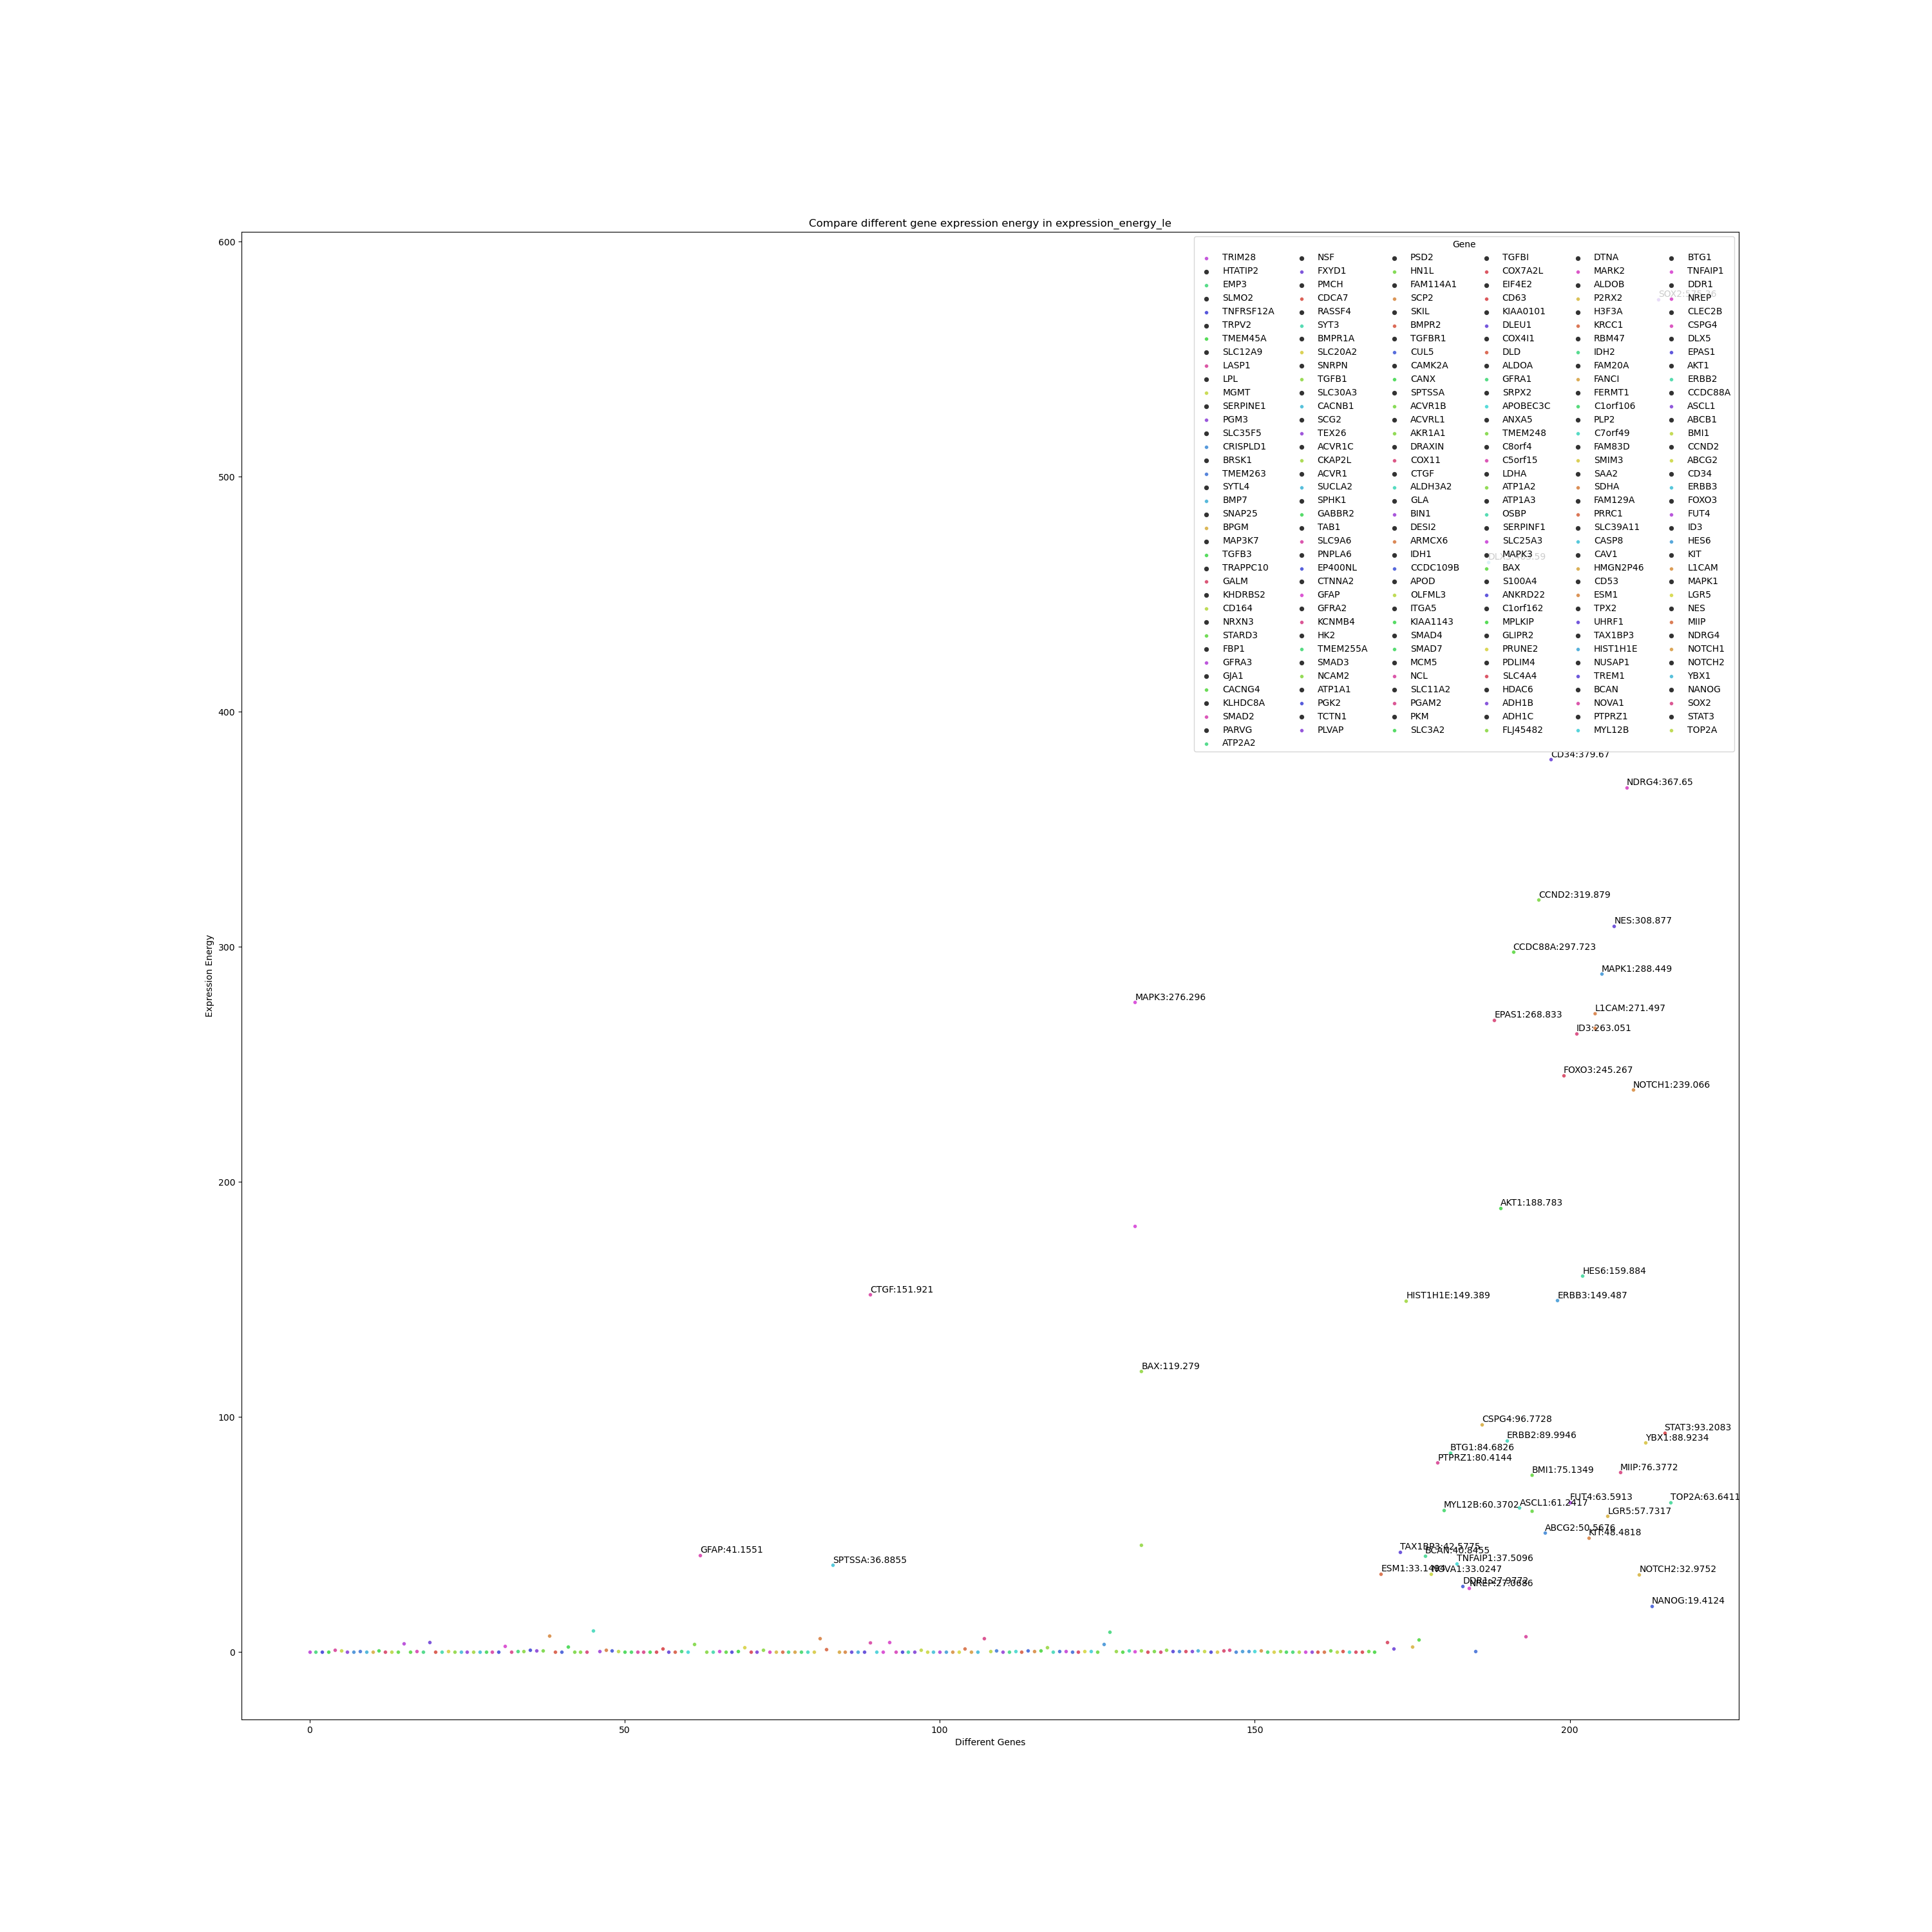 Compare different gene expression energy in expression_energy_le
600
500
400
300
200
100
0
Expression Energy
0
50
100
150
200
Different Genes
Gene
TRIM28 NSF PSD2 TGFBI DTNA BTG1
HTATIP2 FXYD1 HN1L COX7A2L MARK2 TNFAIP1
EMP3 PMCH FAM114A1 EIF4E2 ALDOB DDR1
SLMO2 CDCA7 SCP2 CD63 P2RX2 NREP
TNFRSF12A RASSF4 SKIL KIAA0101 H3F3A CLEC2B
TRPV2 SYT3 BMPR2 DLEU1 KRCC1 CSPG4
TMEM45A BMPR1A TGFBR1 COX4I1 RBM47 DLX5
SLC12A9 SLC20A2 CUL5 DLD IDH2 EPAS1
LASP1 SNRPN CAMK2A ALDOA FAM20A AKT1
LPL TGFB1 CANX GFRA1 FANCI ERBB2
MGMT SLC30A3 SPTSSA SRPX2 FERMT1 CCDC88A
SERPINE1 CACNB1 ACVR1B APOBEC3C C1orf106 ASCL1
PGM3 SCG2 ACVRL1 ANXA5 PLP2 ABCB1
SLC35F5 TEX26 AKR1A1 TMEM248 C7orf49 BMI1
CRISPLD1 ACVR1C DRAXIN C8orf4 FAM83D CCND2
BRSK1 CKAP2L COX11 C5orf15 SMIM3 ABCG2
TMEM263 ACVR1 CTGF LDHA SAA2 CD34
SYTL4 SUCLA2 ALDH3A2 ATP1A2 SDHA ERBB3
BMP7 SPHK1 GLA ATP1A3 FAM129A FOXO3
SNAP25 GABBR2 BIN1 OSBP PRRC1 FUT4
BPGM TAB1 DESI2 SERPINF1 SLC39A11 ID3
MAP3K7 SLC9A6 ARMCX6 SLC25A3 CASP8 HES6
TGFB3 PNPLA6 IDH1 MAPK3 CAV1 KIT
TRAPPC10 EP400NL CCDC109B BAX HMGN2P46 L1CAM
GALM CTNNA2 APOD S100A4 CD53 MAPK1
KHDRBS2 GFAP OLFML3 ANKRD22 ESM1 LGR5
CD164 GFRA2 ITGA5 C1orf162 TPX2 NES
NRXN3 KCNMB4 KIAA1143 MPLKIP UHRF1 MIIP
STARD3 HK2 SMAD4 GLIPR2 TAX1BP3 NDRG4
FBP1 TMEM255A SMAD7 PRUNE2 HIST1H1E NOTCH1
GFRA3 SMAD3 MCM5 PDLIM4 NUSAP1 NOTCH2
GJA1 NCAM2 NCL SLC4A4 TREM1 YBX1
CACNG4 ATP1A1 SLC11A2 HDAC6 BCAN NANOG
KLHDC8A PGK2 PGAM2 ADH1B NOVA1 SOX2
SMAD2 TCTN1 PKM ADH1C PTPRZ1 STAT3
PARVG PLVAP SLC3A2 FLJ45482 MYL12B TOP2A
ATP2A2
CD34:379.67
NDRG4:367.65
CCND2:319.879
NES:308.877
CCDC88A:297.723
MAPK1:288.449
MAPK3:276.296
L1CAM:271.497
EPAS1:268.833
ID3:263.051
FOXO3:245.267
NOTCH1:239.066
AKT1:188.783
HES6:159.884
CTGF:151.921
HIST1H1E:149.389
ERBB3:149.487
BAX:119.279
CSPG4:96.7728
STAT3:93.2083
ERBB2:89.9946
YBX1:88.9234
BTG1:84.6826
PTPRZ1:80.4144
MIIP:76.3772
BMI1:75.1349
FUT4:63.5913
TOP2A:63.6411
MYL12B:60.3702
ASCL1:61.2417
LGR5:57.7317
ABCG2:50.5676
KIT:48.4818
TAX1BP3:42.5775
GFAP:41.1551
BCAN:40.8455
SPTSSA:36.8855
TNFAIP1:37.5096
NOVA1:33.0247
NOTCH2:32.9752
NREP:27.0686
NANOG:19.4124